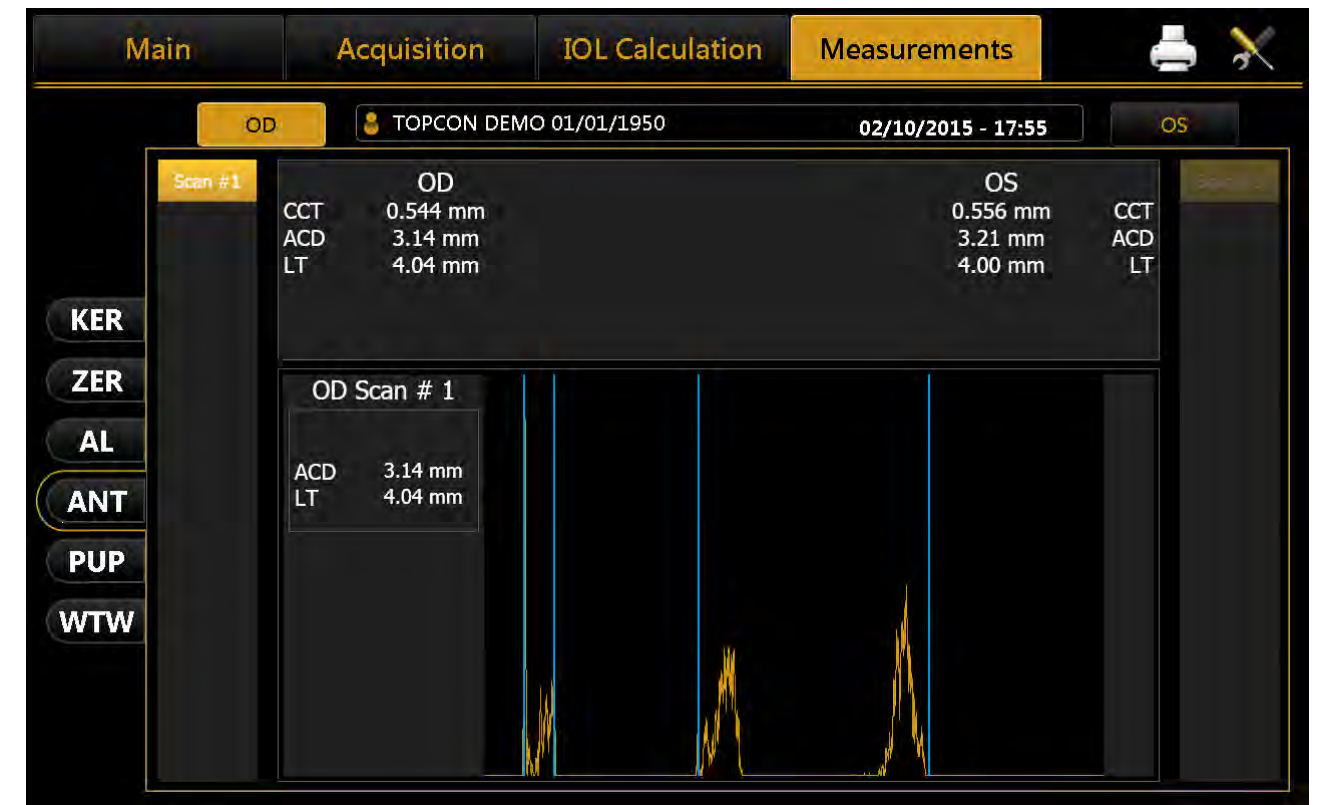 Main Acquisition IOL Calculation Measurements
OD TOPCON DEMO 01/01/1950 02/10/2015 - 17:55 OS
Scan #1
OD OS
CCT 0.544 mm 0.556 mm CCT
ACD 3.14 mm 3.21 mm ACD
LT 4.04 mm 4.00 mm LT
KER
ZER
AL
ANT
PUP
WTW
OD Scan # 1
ACD 3.14 mm
LT 4.04 mm